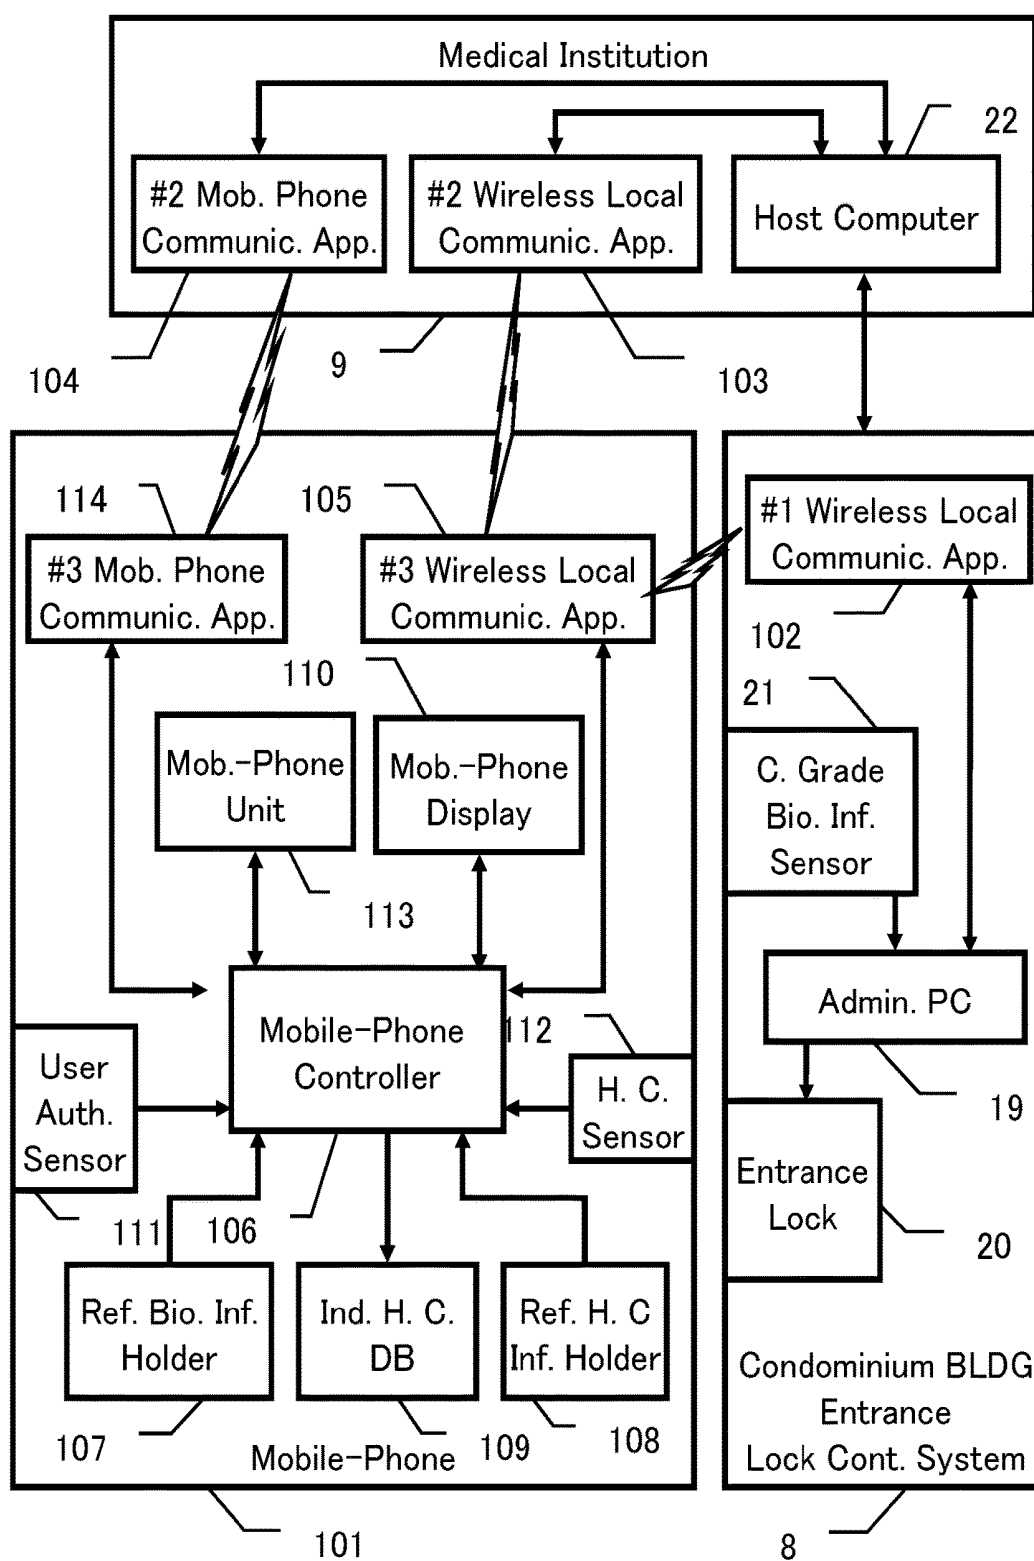 Medical Institution
22
#2 Mob. Phone
Communic. App.
#2 Wireless Local
Communic. App.
Host Computer
104
9
103
114
105
#1 Wireless Local
Communic. App.
#3 Mob. Phone
Communic. App.
#3 Wireless Local
Communic. App.
102
110
21
Mob.-Phone
Unit
Mob.-Phone
Display
C. Grade
Bio. Inf.
Sensor
113
Admin. PC
Mobile-Phone
Controller
112
User
Auth.
Sensor
H. C.
Sensor
19
Entrance
Lock
111
106
20
Ref. Bio. Inf.
Holder
Ind. H. C.
DB
Ref. H. C
Inf. Holder
Condominium BLDG
Entrance
Lock Cont. System
107
109
108
Mobile-Phone
101
8